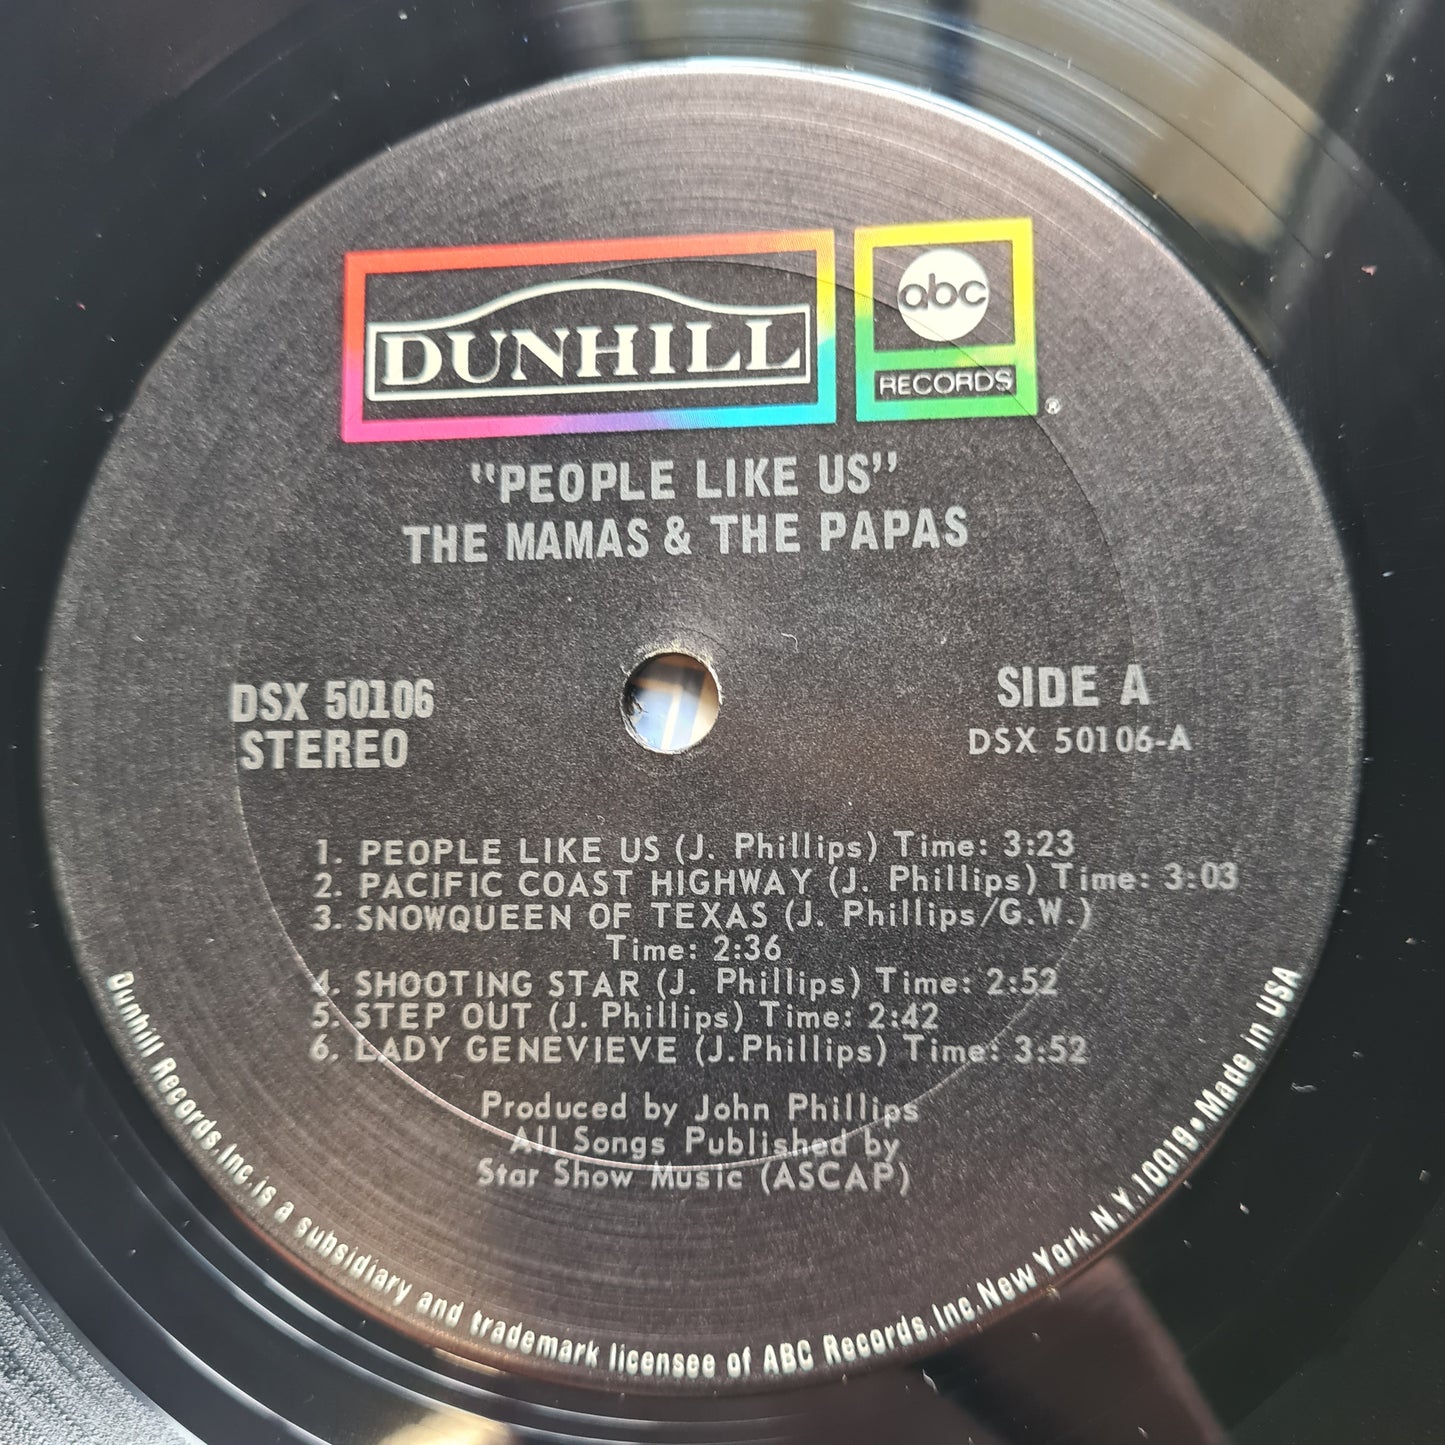 DUNHILL
abc
RECORDS
®
"PEOPLE LIKE US"
THE MAMAS & THE PAPAS
DSX 50106
STEREO
SIDE A
DSX 50106-A
1. PEOPLE LIKE US (J. Phillips) Time: 3:23
2. PACIFIC COAST HIGHWAY (J. Phillips) Time: 3:03
3. SNOWQUEEN OF TEXAS (J. Phillips/G.W.)
Time: 2:36
4. SHOOTING STAR (J. Phillips) Time: 2:52
5. STEP OUT (J. Phillips) Time: 2:42
6. LADY GENEVIEVE (J.Phillips) Time: 3:52
Produced by John Phillips
All Songs Published by
Star Show Music (ASCAP)
Dunhill Records, Inc. is a subsidiary and trademark licensee of ABC Records, Inc. New York, N.Y. 10019 • Made in USA